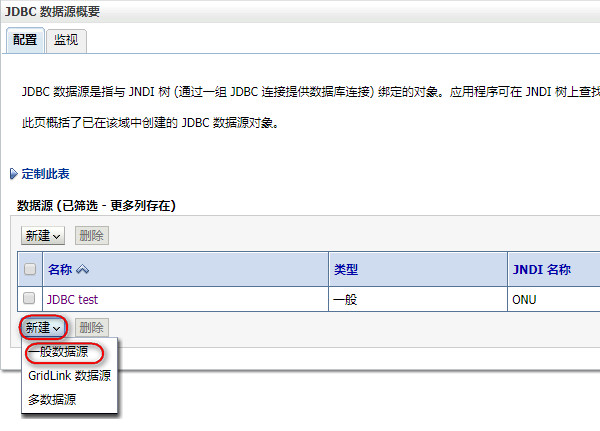 JDBC 数据源概要
配置 监视
JDBC 数据源是指与 JNDI 树 (通过一组 JDBC 连接提供数据库连接) 绑定的对象。应用程序可在 JNDI 树上查找
此页概括了已在该域中创建的 JDBC 数据源对象。
定制此表
数据源 (已筛选 - 更多列存在)
新建 删除
名称 类型 JNDI 名称
JDBC test 一般 ONU
新建 删除
一般数据源
GridLink 数据源
多数据源